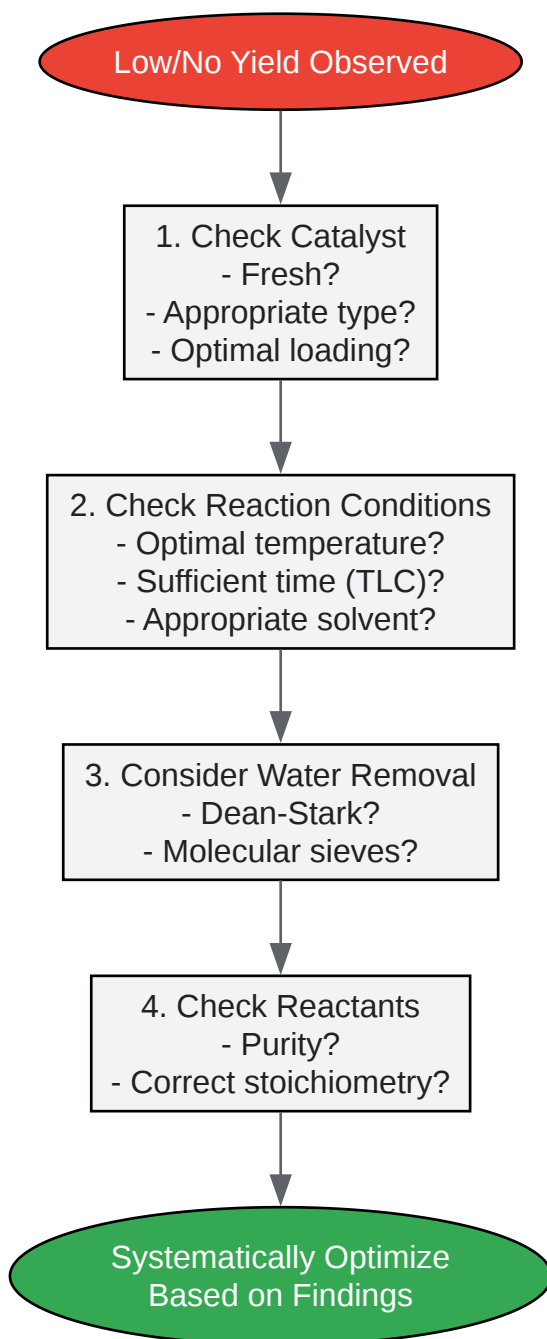 Low/No Yield Observed
1. Check Catalyst
- Fresh?
- Appropriate type?
- Optimal loading?
2. Check Reaction Conditions
- Optimal temperature?
- Sufficient time (TLC)?
- Appropriate solvent?
3. Consider Water Removal
- Dean-Stark?
- Molecular sieves?
4. Check Reactants
- Purity?
- Correct stoichiometry?
Systematically Optimize
Based on Findings